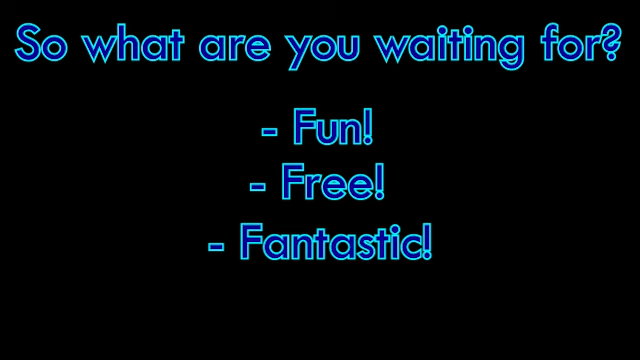 So what are you waiting for?
- Fun!
- Free!
- Fantastic!